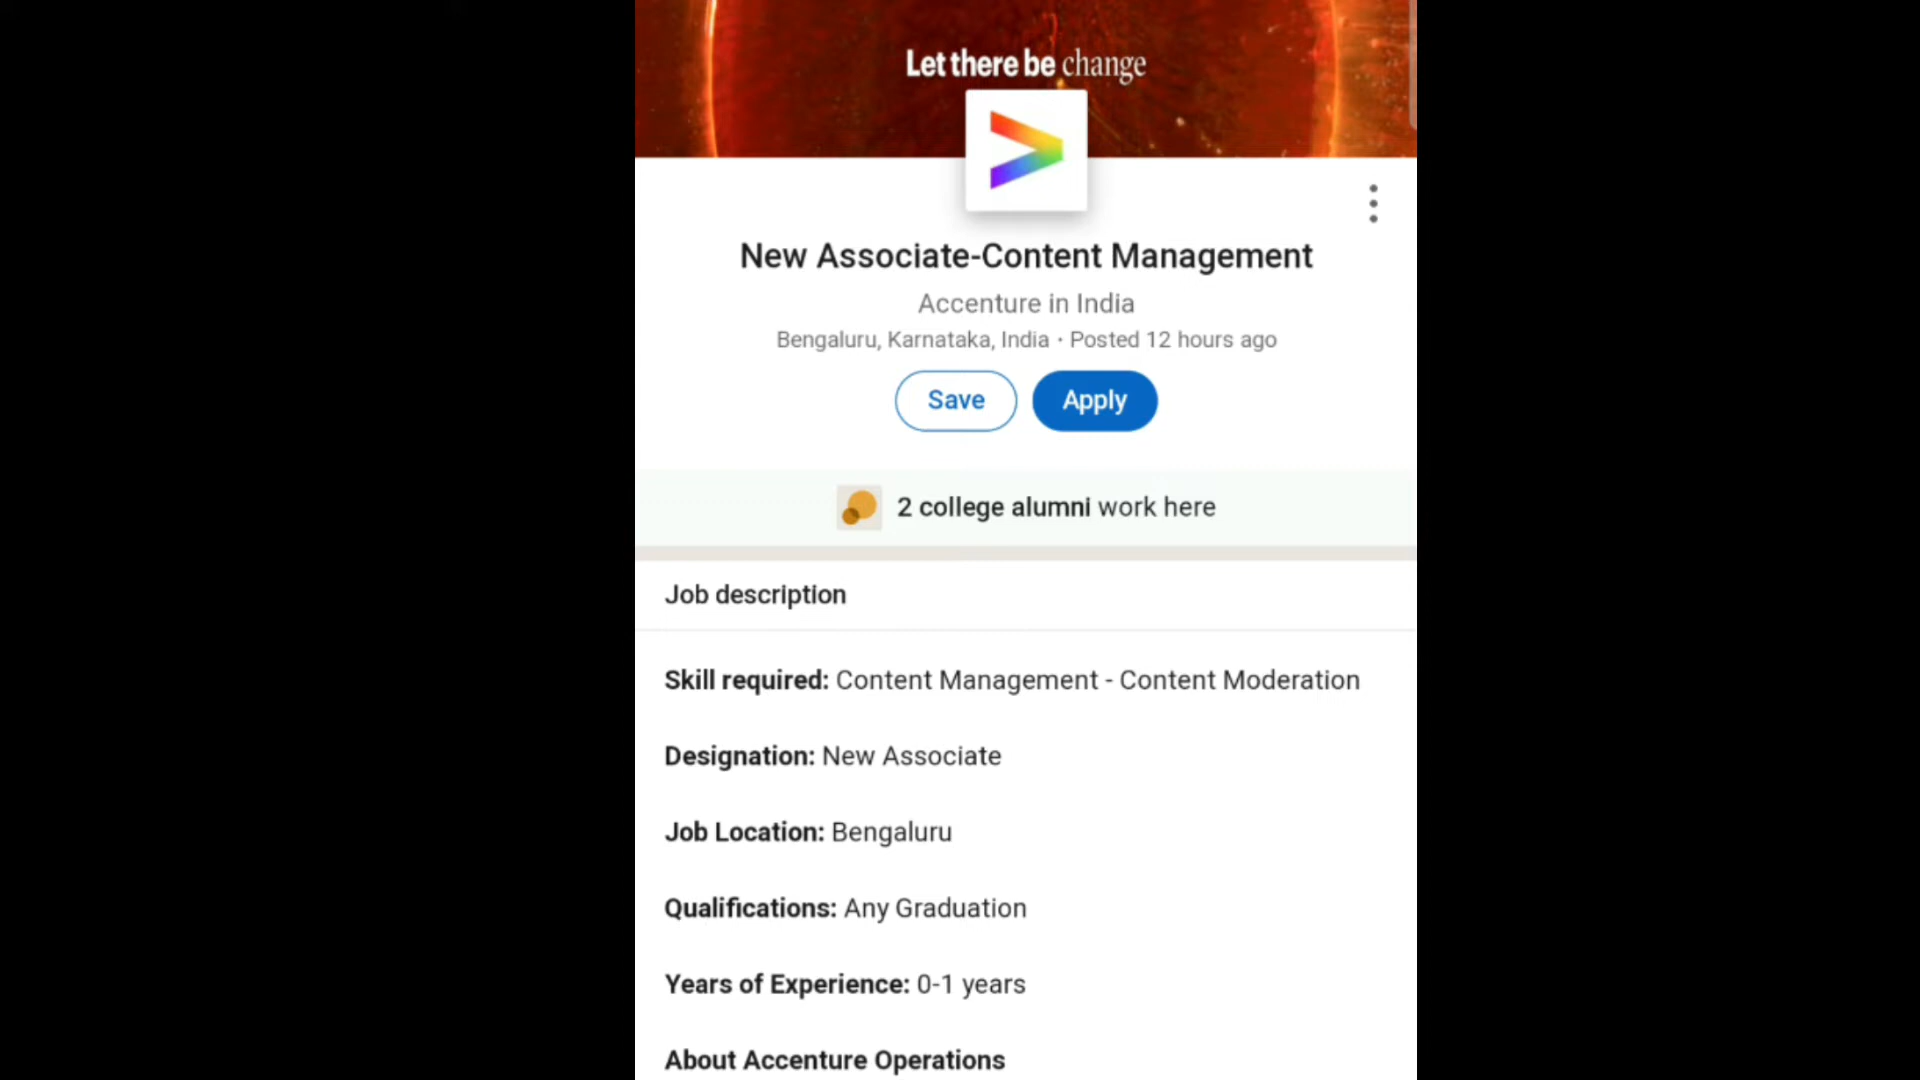 Let there be change
New Associate-Content Management
Accenture in India
Bengaluru, Karnataka, India · Posted 12 hours ago
Save
Apply
2 college alumni work here
Job description
Skill required: Content Management - Content Moderation
Designation: New Associate
Job Location: Bengaluru
Qualifications: Any Graduation
Years of Experience: 0-1 years
About Accenture Operations